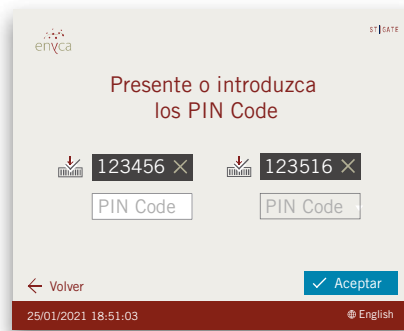 envca
ST|GATE
Presente o introduzca
los PIN Code
123456 ×
123516 ×
PIN Code
PIN Code
← Volver
✓ Aceptar
25/01/2021 18:51:03
English